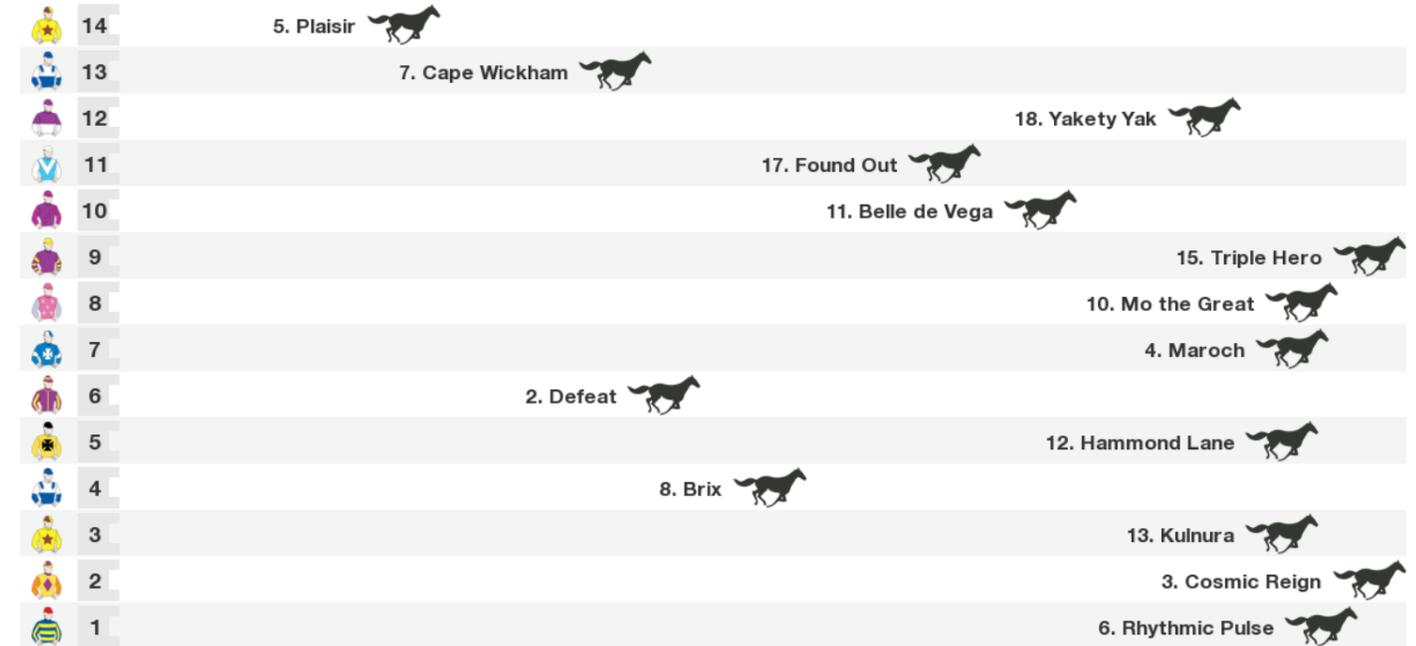 14 5. Plaisir
13 7. Cape Wickham
12 18. Yakety Yak
11 17. Found Out
10 11. Belle de Vega
9 15. Triple Hero
8 10. Mo the Great
7 4. Maroch
6 2. Defeat
5 12. Hammond Lane
4 8. Brix
3 13. Kulnura
2 3. Cosmic Reign
1 6. Rhythmic Pulse